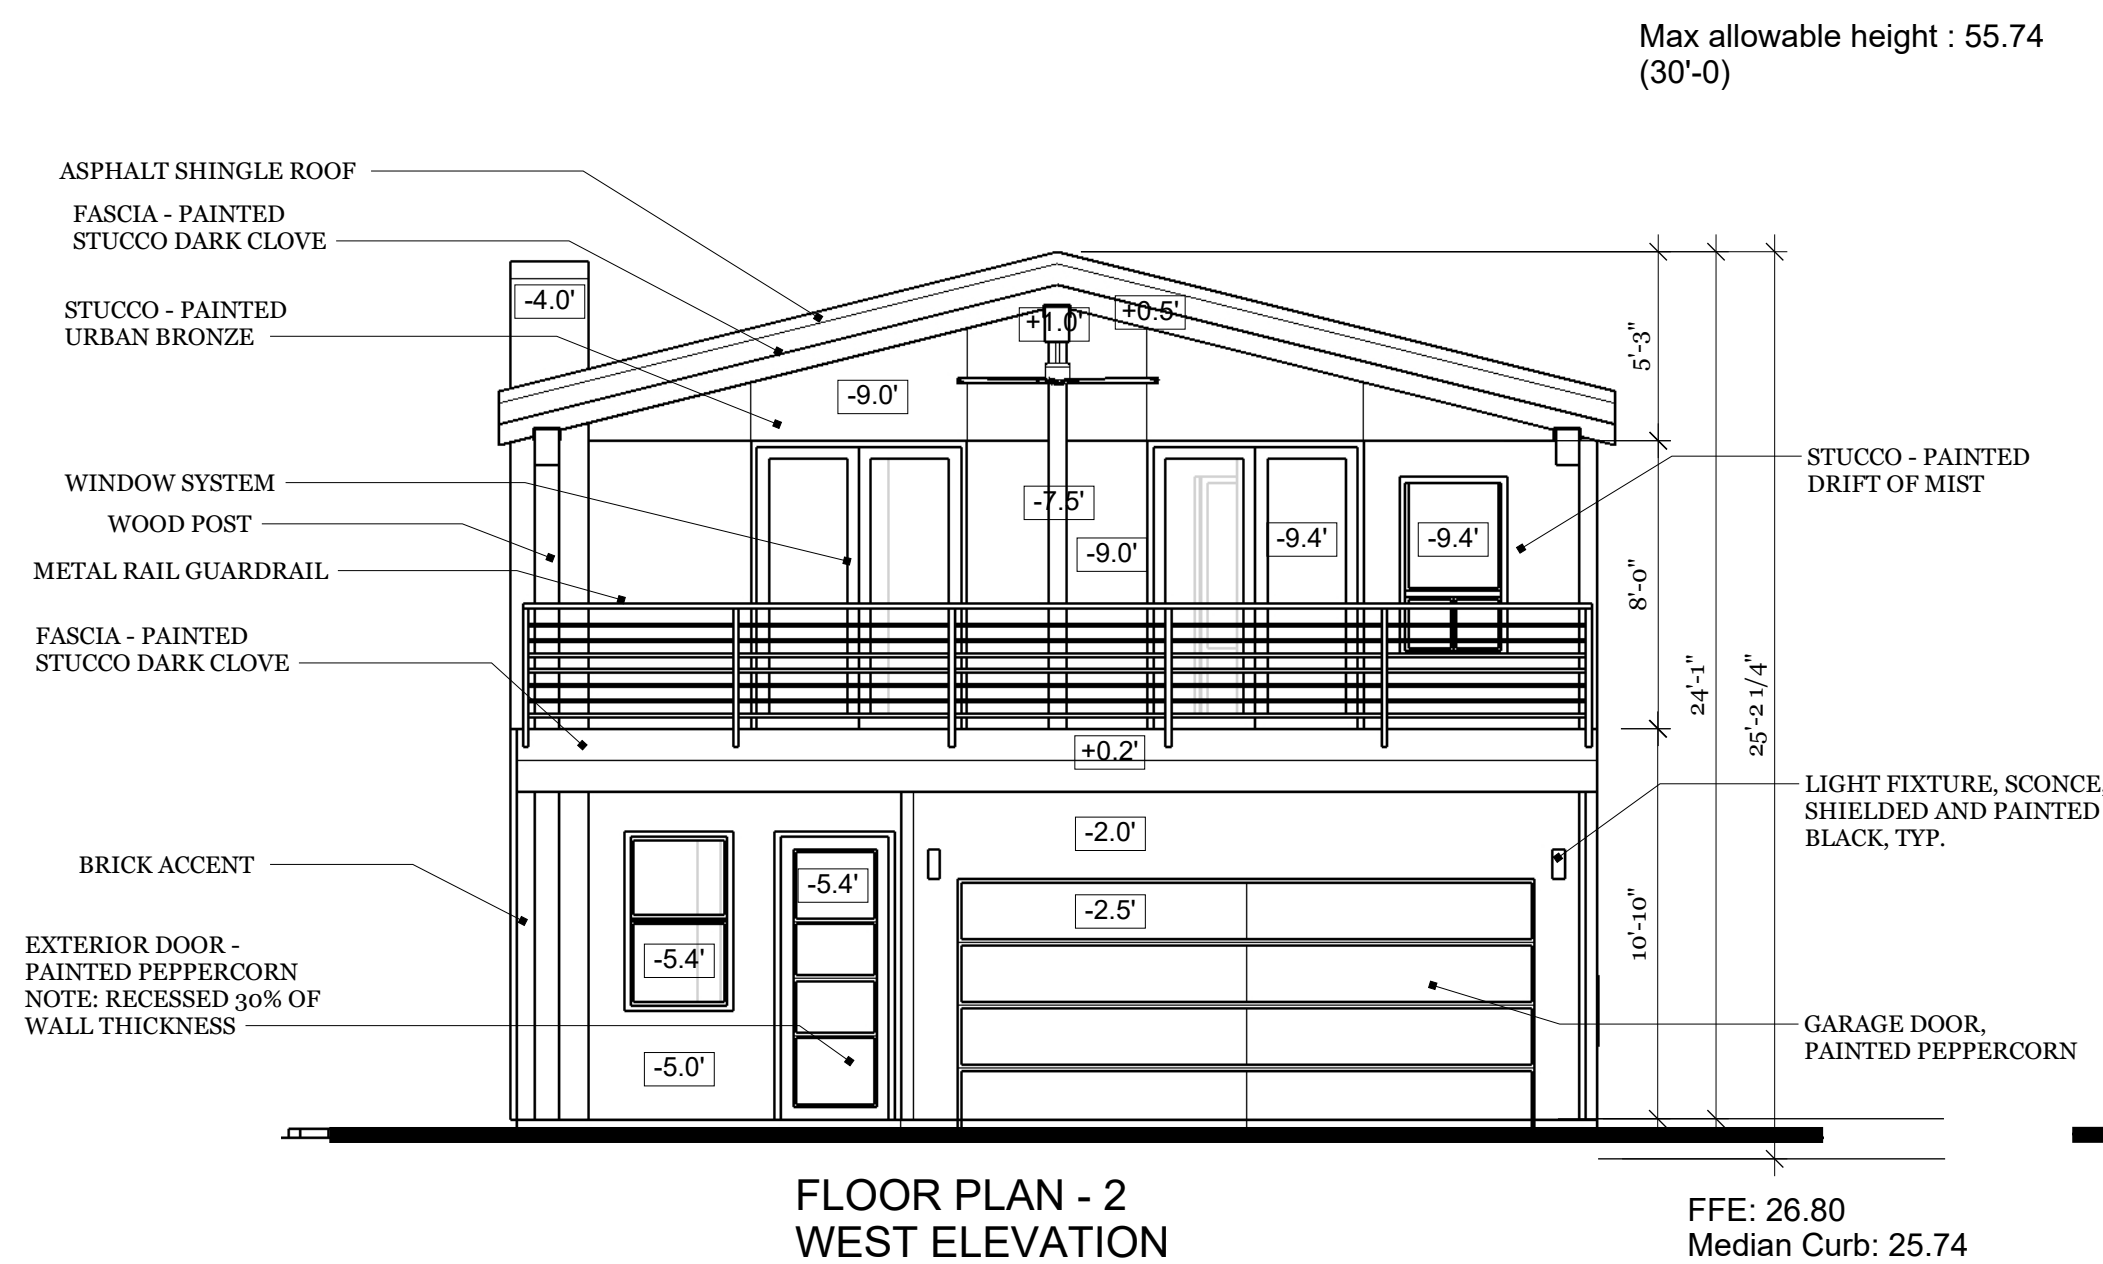 Max allowable height : 55.74
(30'-0)
ASPHALT SHINGLE ROOF
FASCIA - PAINTED
STUCCO DARK CLOVE
STUCCO - PAINTED
URBAN BRONZE
WINDOW SYSTEM
WOOD POST
METAL RAIL GUARDRAIL
FASCIA - PAINTED
STUCCO DARK CLOVE
BRICK ACCENT
EXTERIOR DOOR -
PAINTED PEPPERCORN
NOTE: RECESSED 30% OF
WALL THICKNESS
-4.0'
+1.0'
+0.5'
-9.0'
-7.5'
-9.0'
-9.4'
-9.4'
+0.2'
-2.0'
-5.4'
-2.5'
-5.4'
-5.0'
5'-3"
8'-0"
10'-10"
24'-1"
25'-2 1/4"
STUCCO - PAINTED
DRIFT OF MIST
LIGHT FIXTURE, SCONCE,
SHIELDED AND PAINTED
BLACK, TYP.
GARAGE DOOR,
PAINTED PEPPERCORN
FLOOR PLAN - 2
WEST ELEVATION
FFE: 26.80
Median Curb: 25.74